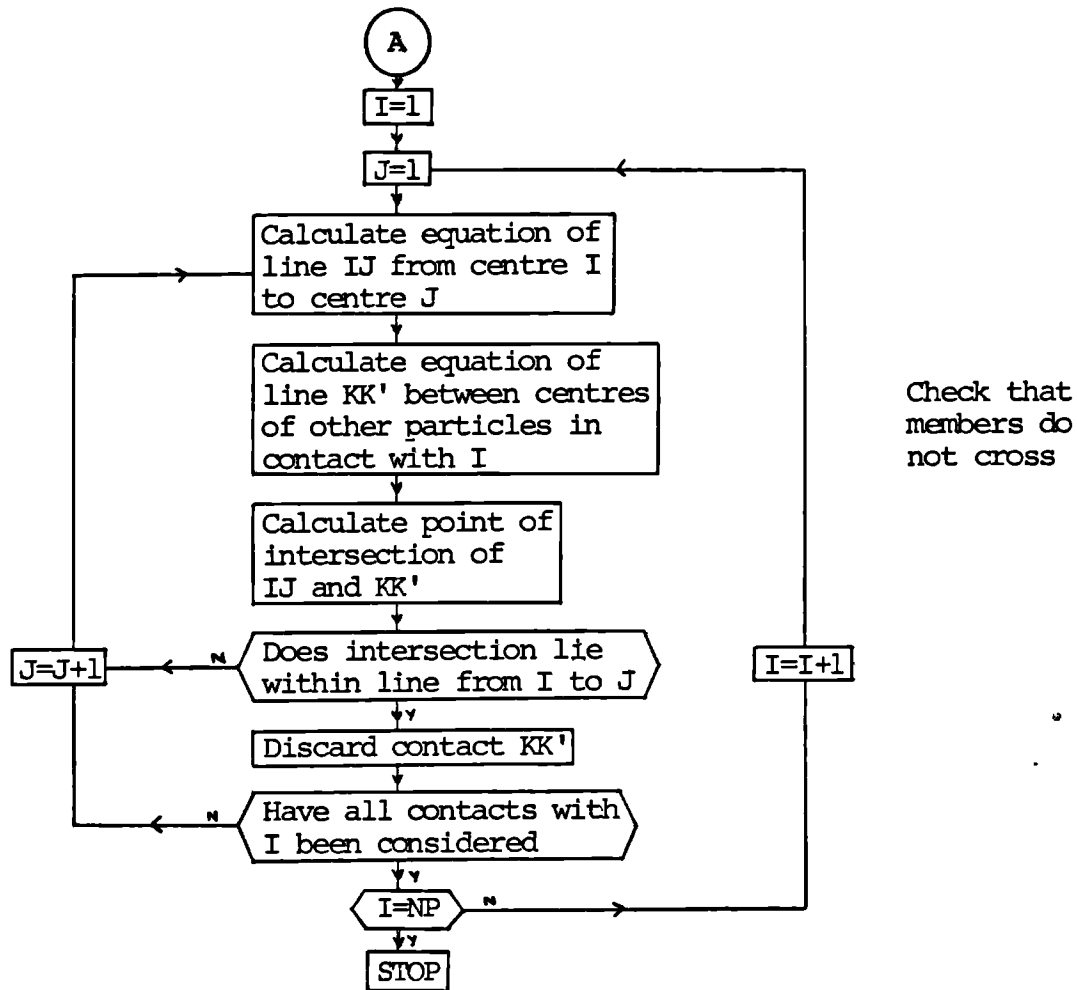 A
I=1
J=1
Calculate equation of
line IJ from centre I
to centre J
Calculate equation of
line KK' between centres
of other particles in
contact with I
Check that
members do
not cross
Calculate point of
intersection of
IJ and KK'
Does intersection lie
within line from I to J
N
J=J+1
I=I+1
Y
Discard contact KK'
Have all contacts with
I been considered
N
Y
I=NP
N
Y
STOP